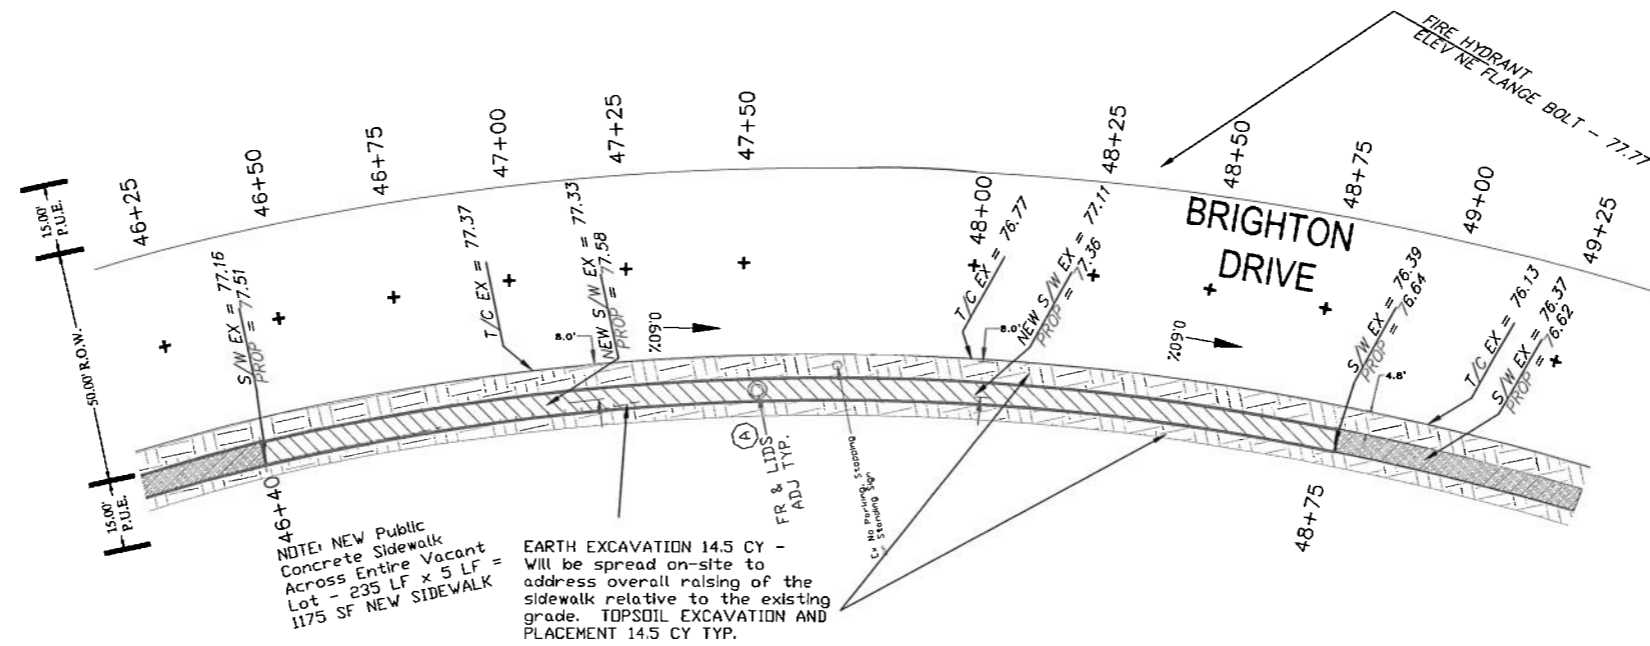 FIRE HYDRANT
ELEV NE FLANGE BOLT - 77.77
46+25
46+50
46+75
47+00
47+25
47+50
48+00
48+25
48+50
48+75
49+00
49+25
15.00'
P.U.E.
50.00' R.O.W.
15.00'
P.U.E.
BRIGHTON
DRIVE
S/W EX = 77.16
PROP = 77.51
T/C EX = 77.37
NEW S/W EX = 77.33
PROP = 77.58
T/C EX = 76.77
NEW S/W EX = 77.11
PROP = 77.36
S/W EX = 76.39
PROP = 76.64
T/C EX = 76.13
S/W EX = 76.37
PROP = 76.62
8.0'
0.60%
8.0'
0.60%
4.8'
A
FR & LIDS
ADJ TYP.
Ex No Parking, Stopping
, Standing Sign
46+40
48+75
NOTE: NEW Public
Concrete Sidewalk
Across Entire Vacant
Lot - 235 LF x 5 LF =
1175 SF NEW SIDEWALK
EARTH EXCAVATION 14.5 CY -
Will be spread on-site to
address overall raising of the
sidewalk relative to the existing
grade. TOPSOIL EXCAVATION AND
PLACEMENT 14.5 CY TYP.